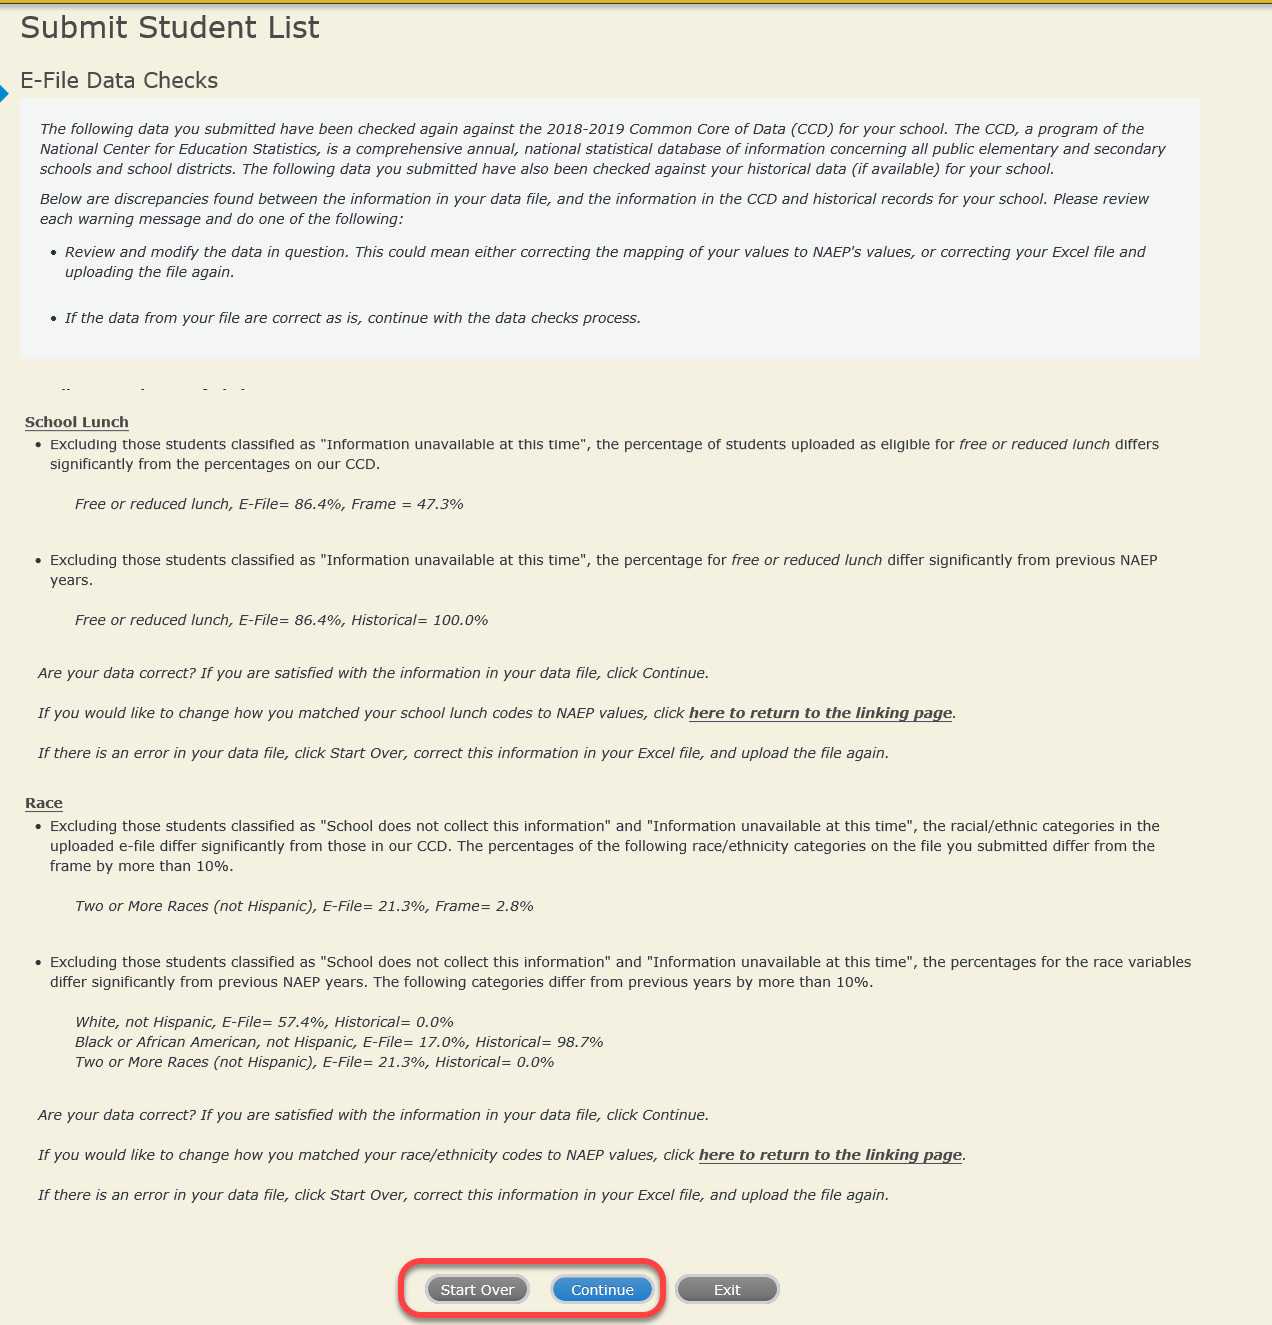 Submit Student List
E-File Data Checks
The following data you submitted have been checked again against the 2018-2019 Common Core of Data (CCD) for your school. The CCD, a program of the
National Center for Education Statistics, is a comprehensive annual, national statistical database of information concerning all public elementary and secondary
schools and school districts. The following data you submitted have also been checked against your historical data (if available) for your school.
Below are discrepancies found between the information in your data file, and the information in the CCD and historical records for your school. Please review
each warning message and do one of the following:
• Review and modify the data in question. This could mean either correcting the mapping of your values to NAEP's values, or correcting your Excel file and
uploading the file again.
• If the data from your file are correct as is, continue with the data checks process.
School Lunch
• Excluding those students classified as "Information unavailable at this time", the percentage of students uploaded as eligible for free or reduced lunch differs
significantly from the percentages on our CCD.
Free or reduced lunch, E-File= 86.4%, Frame = 47.3%
• Excluding those students classified as "Information unavailable at this time", the percentage for free or reduced lunch differ significantly from previous NAEP
years.
Free or reduced lunch, E-File= 86.4%, Historical= 100.0%
Are your data correct? If you are satisfied with the information in your data file, click Continue.
If you would like to change how you matched your school lunch codes to NAEP values, click here to return to the linking page.
If there is an error in your data file, click Start Over, correct this information in your Excel file, and upload the file again.
Race
• Excluding those students classified as "School does not collect this information" and "Information unavailable at this time", the racial/ethnic categories in the
uploaded e-file differ significantly from those in our CCD. The percentages of the following race/ethnicity categories on the file you submitted differ from the
frame by more than 10%.
Two or More Races (not Hispanic), E-File= 21.3%, Frame= 2.8%
• Excluding those students classified as "School does not collect this information" and "Information unavailable at this time", the percentages for the race variables
differ significantly from previous NAEP years. The following categories differ from previous years by more than 10%.
White, not Hispanic, E-File= 57.4%, Historical= 0.0%
Black or African American, not Hispanic, E-File= 17.0%, Historical= 98.7%
Two or More Races (not Hispanic), E-File= 21.3%, Historical= 0.0%
Are your data correct? If you are satisfied with the information in your data file, click Continue.
If you would like to change how you matched your race/ethnicity codes to NAEP values, click here to return to the linking page.
If there is an error in your data file, click Start Over, correct this information in your Excel file, and upload the file again.
Start Over Continue Exit